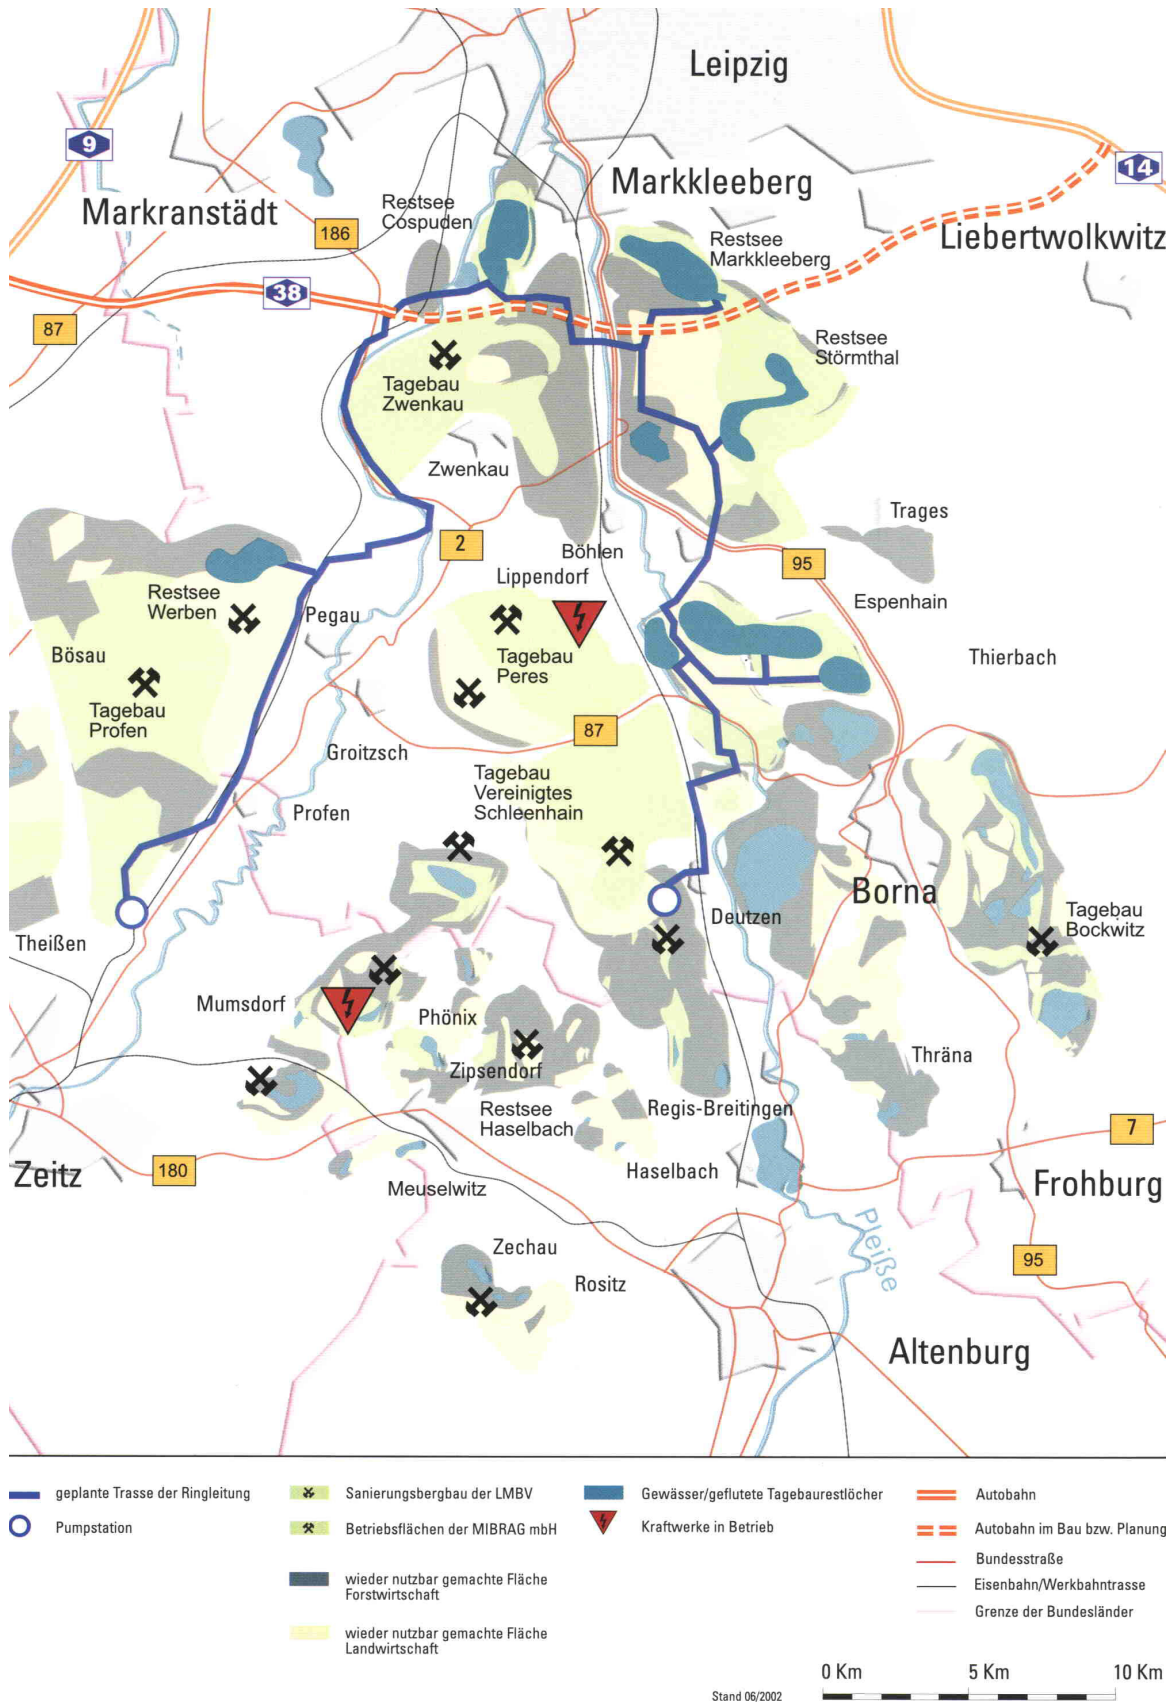 Leipzig
9
Markkleeberg
14
Markranstädt
Restsee
Cospuden
186
Restsee
Markkleeberg
Liebertwolkwitz
38
87
Restsee
Störmthal
Tagebau
Zwenkau
Zwenkau
Trages
2
Böhlen
95
Lippendorf
Restsee
Werben
Pegau
Espenhain
Bösau
Tagebau
Peres
Thierbach
Tagebau
Profen
87
Groitzsch
Tagebau
Vereinigtes
Schleenhain
Profen
Borna
Deutzen
Tagebau
Bockwitz
Theißen
Mumsdorf
Phönix
Zipsendorf
Thräna
Restsee
Haselbach
Regis-Breitingen
7
Zeitz
180
Haselbach
Frohburg
Meuselwitz
Pleiße
Zechau
95
Rositz
Altenburg
geplante Trasse der Ringleitung
Pumpstation
Sanierungsbergbau der LMBV
Betriebsflächen der MIBRAG mbH
wieder nutzbar gemachte Fläche
Forstwirtschaft
wieder nutzbar gemachte Fläche
Landwirtschaft
Gewässer/geflutete Tagebaurestlöcher
Kraftwerke in Betrieb
Autobahn
Autobahn im Bau bzw. Planung
Bundesstraße
Eisenbahn/Werkbahntrasse
Grenze der Bundesländer
0 Km
5 Km
10 Km
Stand 06/2002